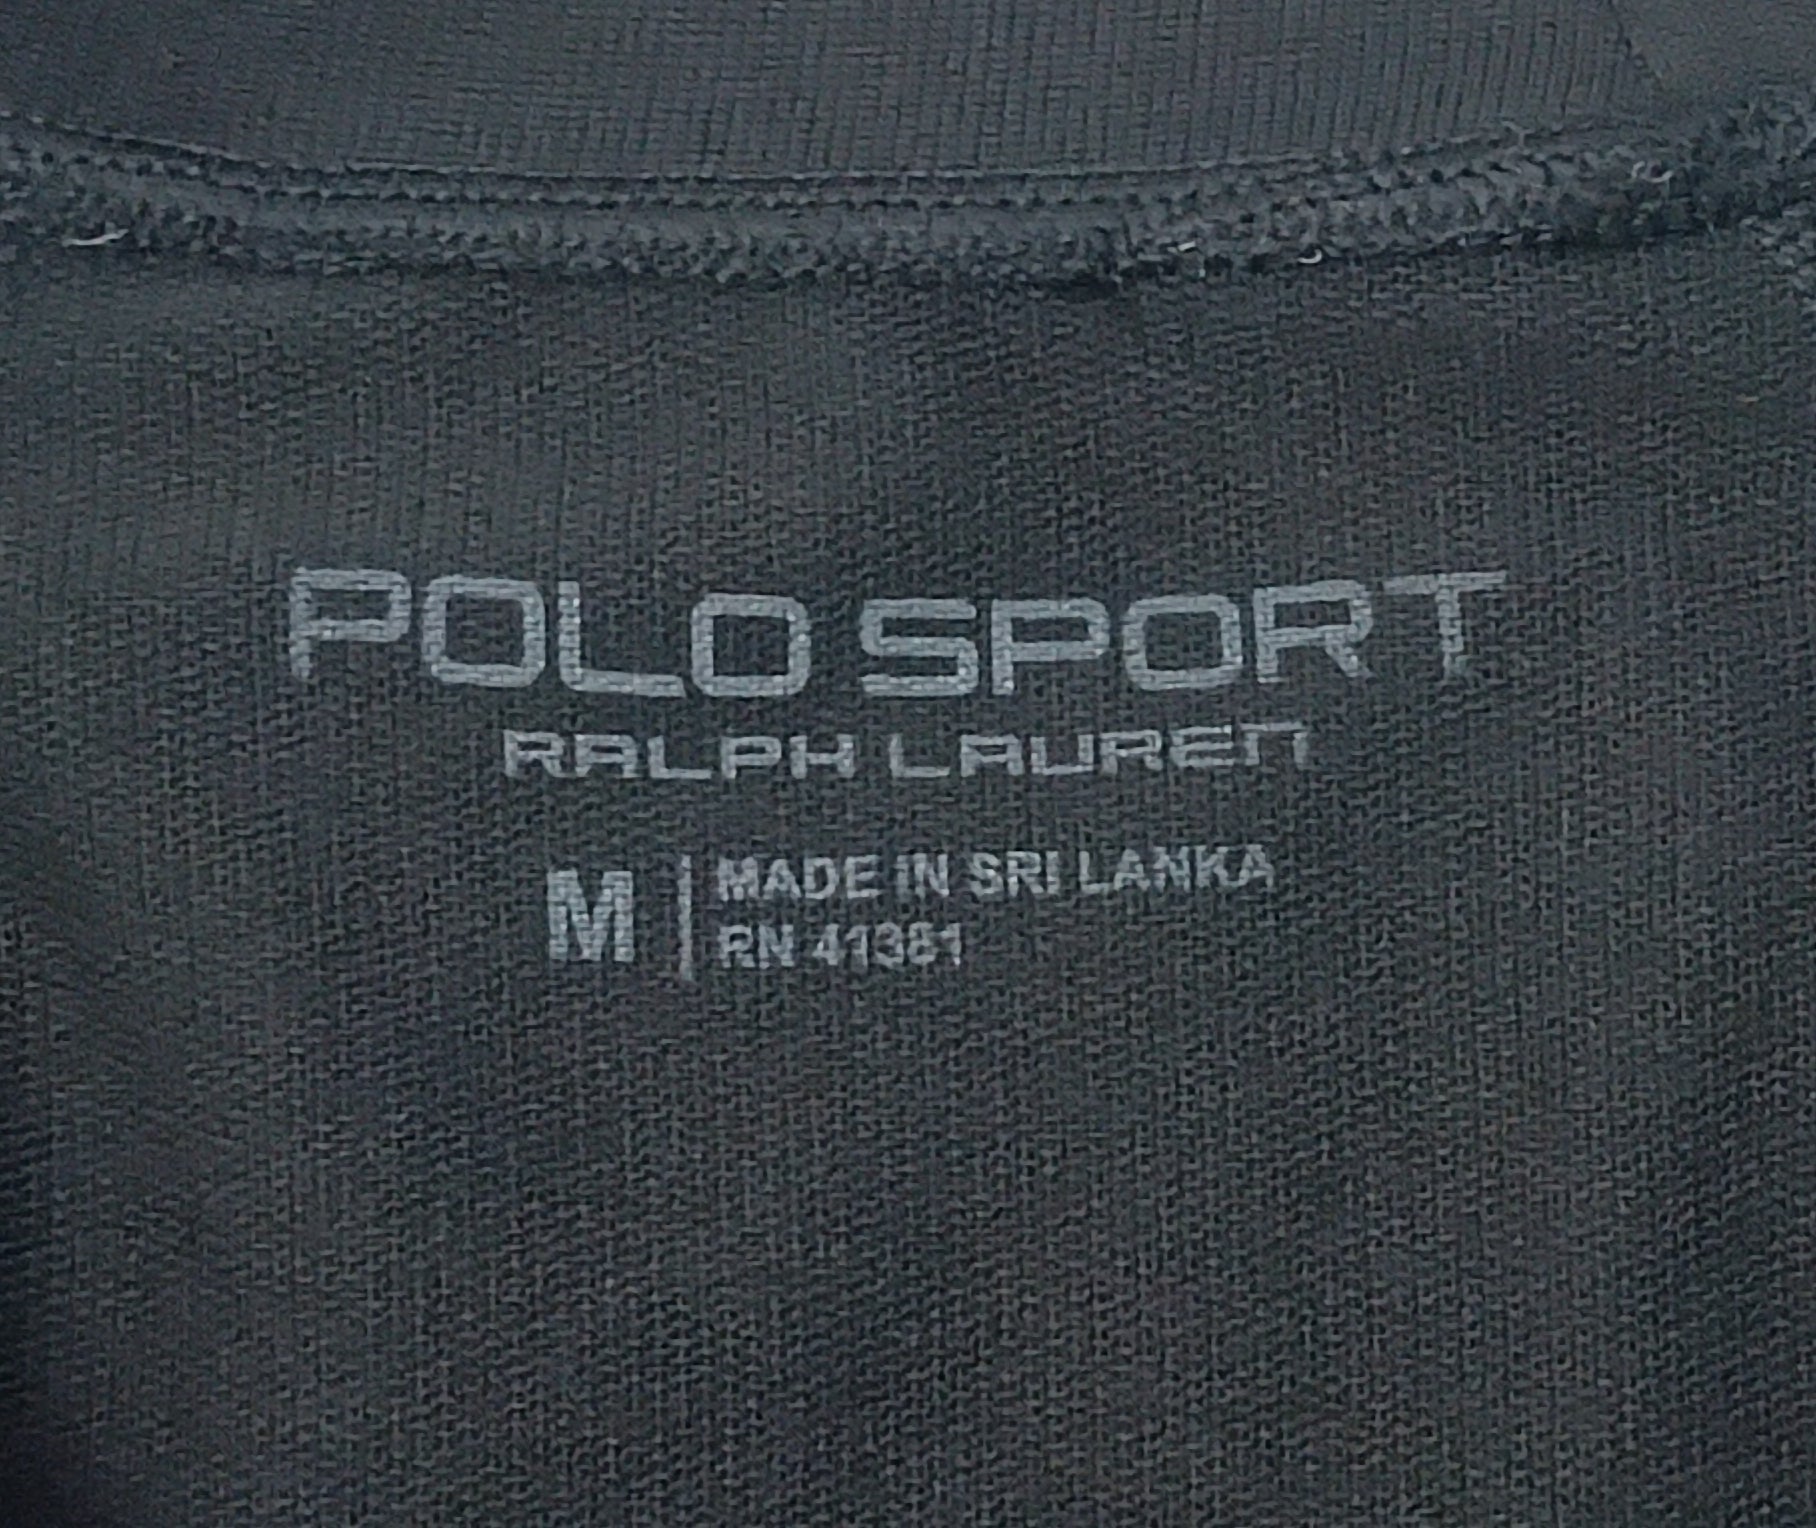 POLO SPORT
RALPH LAUREN
M
MADE IN SRI LANKA
RN 41381